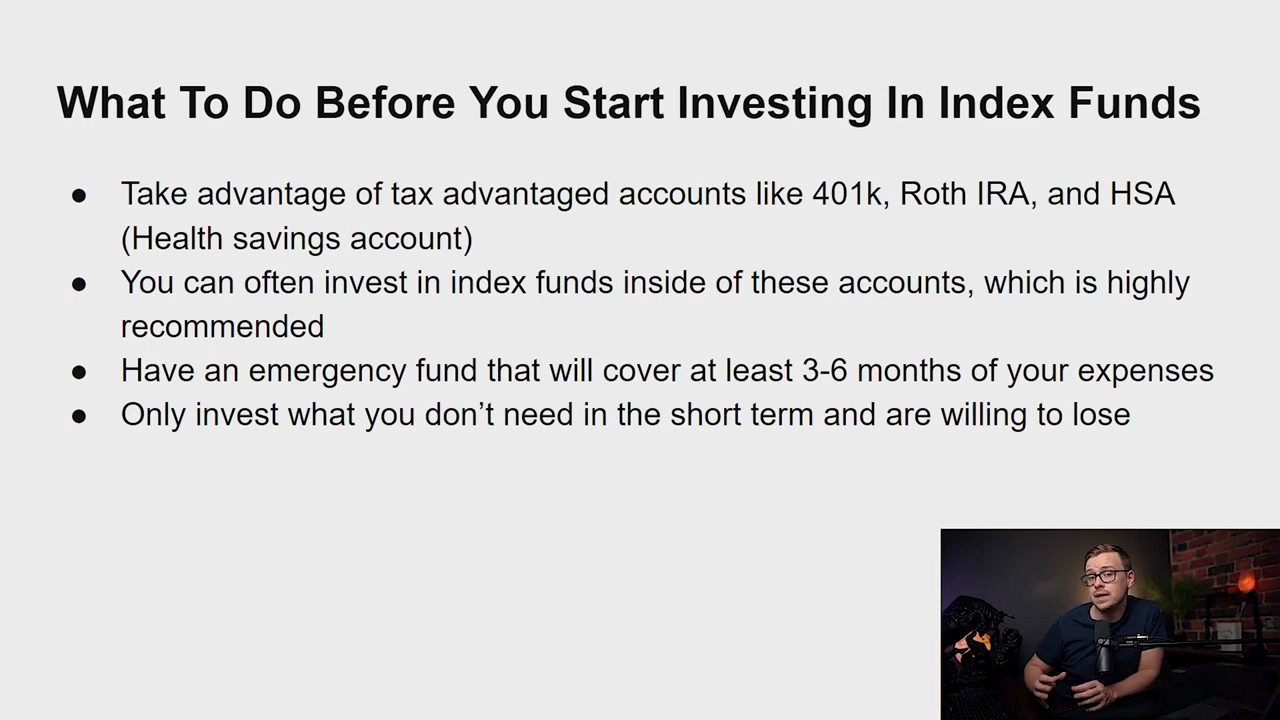 What To Do Before You Start Investing In Index Funds
● Take advantage of tax advantaged accounts like 401k, Roth IRA, and HSA
(Health savings account)
● You can often invest in index funds inside of these accounts, which is highly
recommended
● Have an emergency fund that will cover at least 3-6 months of your expenses
● Only invest what you don’t need in the short term and are willing to lose